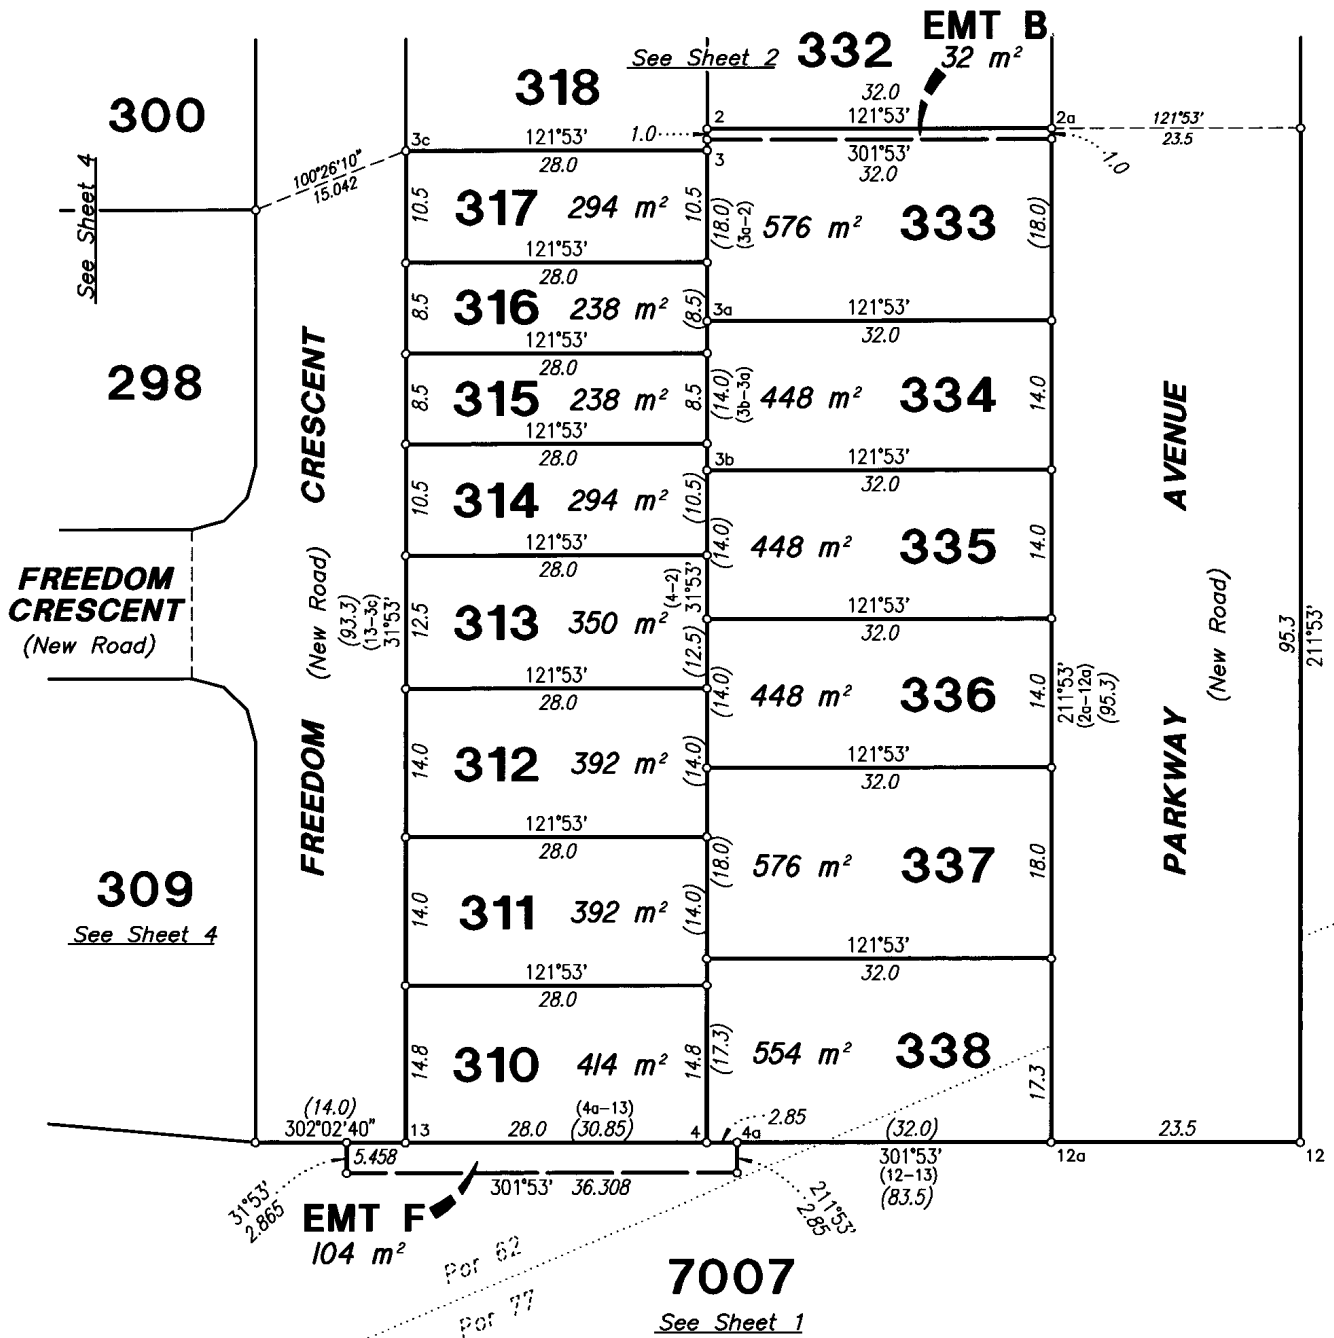 EMT B
332
32 m²
See Sheet 2
318
300
32.0
2
121°53'
2a
121°53'
23.5
1.0
3c
121°53'
301°53'
1.0
3
32.0
28.0
100°26'10"
15.042
See Sheet 4
10.5
317 294 m²
10.5
(18.0)
(3a-2)
576 m² 333
(18.0)
121°53'
28.0
8.5
316 238 m²
(8.5)
3a
121°53'
32.0
121°53'
28.0
298
CRESCENT
8.5
315 238 m²
8.5
(14.0)
(3b-3a)
448 m² 334
14.0
AVENUE
121°53'
28.0
3b
121°53'
32.0
10.5
314 294 m²
(10.5)
(14.0)
448 m² 335
14.0
121°53'
28.0
FREEDOM
CRESCENT
(New Road)
(New Road)
(93.3)
(13-3c)
31°53'
12.5
313 350 m²
(4-2)
31°53'
(12.5)
121°53'
32.0
(New Road)
95.3
211°53'
121°53'
28.0
(14.0)
448 m² 336
14.0
211°53'
(2a-12a)
(95.3)
FREEDOM
14.0
312 392 m²
(14.0)
121°53'
32.0
PARKWAY
121°53'
28.0
309
See Sheet 4
14.0
311 392 m²
(14.0)
(18.0)
576 m² 337
18.0
121°53'
28.0
121°53'
32.0
14.8
310 414 m²
14.8
(17.3)
554 m² 338
17.3
(14.0)
302°02'40"
13
28.0
(4a-13)
(30.85)
4
2.85
4a
(32.0)
301°53'
(12-13)
(83.5)
12a
23.5
12
5.458
301°53' 36.308
31°53'
2.865
211°53'
2.85
EMT F
104 m²
Por 62
Por 77
7007
See Sheet 1